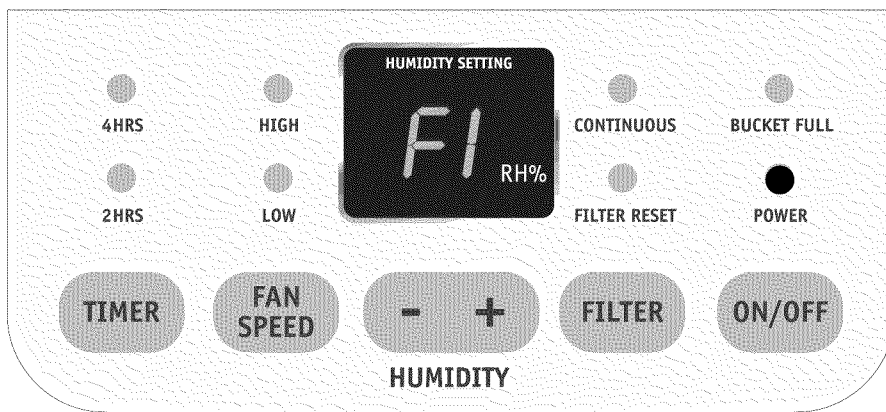 HUMIDITY SETTING
4HRS
HIGH
F1
RH%
CONTINUOUS
BUCKET FULL
2HRS
LOW
FILTER RESET
POWER
TIMER
FAN
SPEED
- +
FILTER
ON/OFF
HUMIDITY